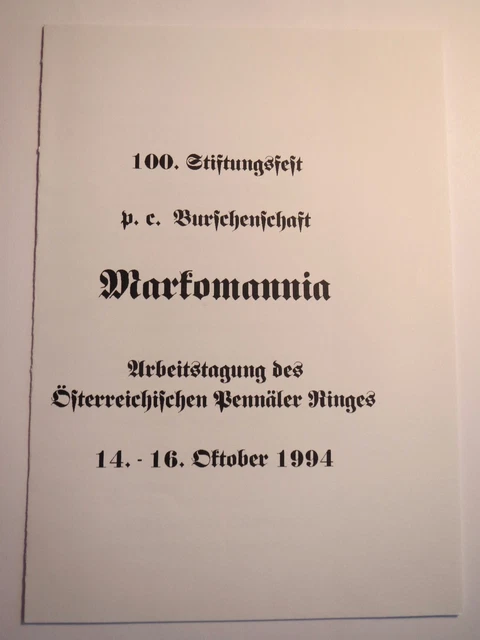 100. Stiftungsfest
p. c. Burschenschaft
Markomannia
Arbeitstagung des
Österreichischen Pennäler Ringes
14. - 16. Oktober 1994